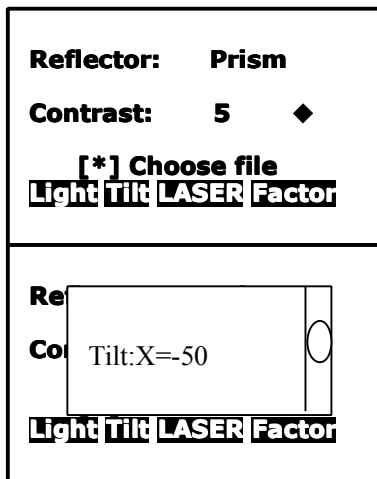 Reflector: Prism
Contrast: 5 ◆
[*] Choose file
Light Tilt LASER Factor
Re
Co
Tilt:X=-50
Light Tilt LASER Factor